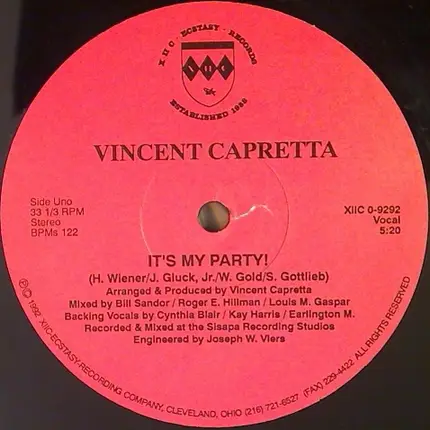 XIIC · ECSTASY · RECORDS
XIIC
ESTABLISHED 1985
VINCENT CAPRETTA
Side Uno
33 1/3 RPM
Stereo
BPMs 122
XIIC 0-9292
Vocal
5:20
IT'S MY PARTY!
(H. Wiener/J. Gluck, Jr./W. Gold/S. Gottlieb)
Arranged & Produced by Vincent Capretta
Mixed by Bill Sandor / Roger E. Hillman / Louis M. Gaspar
Backing Vocals by Cynthia Blair / Kay Harris / Earlington M.
Recorded & Mixed at the Sisapa Recording Studios
Engineered by Joseph W. Viers
℗© 1992 XIIC-ECSTASY-RECORDING COMPANY, CLEVELAND, OHIO (216) 721-6527 (FAX) 229-4422 ALL RIGHTS RESERVED